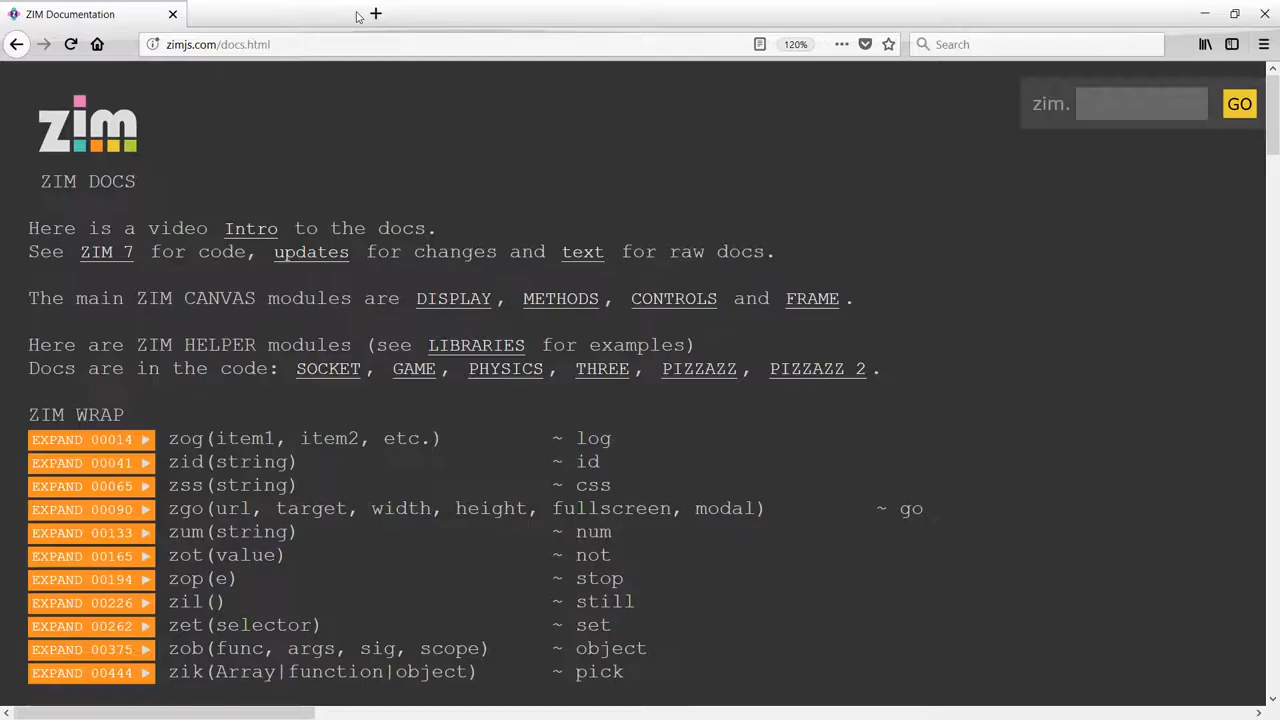 ZIM Documentation
zimjs.com/docs.html
120%
Search
zim
zim.
GO
ZIM DOCS
Here is a video Intro to the docs.
See ZIM 7 for code, updates for changes and text for raw docs.
The main ZIM CANVAS modules are DISPLAY, METHODS, CONTROLS and FRAME.
Here are ZIM HELPER modules (see LIBRARIES for examples)
Docs are in the code: SOCKET, GAME, PHYSICS, THREE, PIZZAZZ, PIZZAZZ 2.
ZIM WRAP
EXPAND 00014 zog(item1, item2, etc.) ~ log
EXPAND 00041 zid(string) ~ id
EXPAND 00065 zss(string) ~ css
EXPAND 00090 zgo(url, target, width, height, fullscreen, modal) ~ go
EXPAND 00133 zum(string) ~ num
EXPAND 00165 zot(value) ~ not
EXPAND 00194 zop(e) ~ stop
EXPAND 00226 zil() ~ still
EXPAND 00262 zet(selector) ~ set
EXPAND 00375 zob(func, args, sig, scope) ~ object
EXPAND 00444 zik(Array|function|object) ~ pick